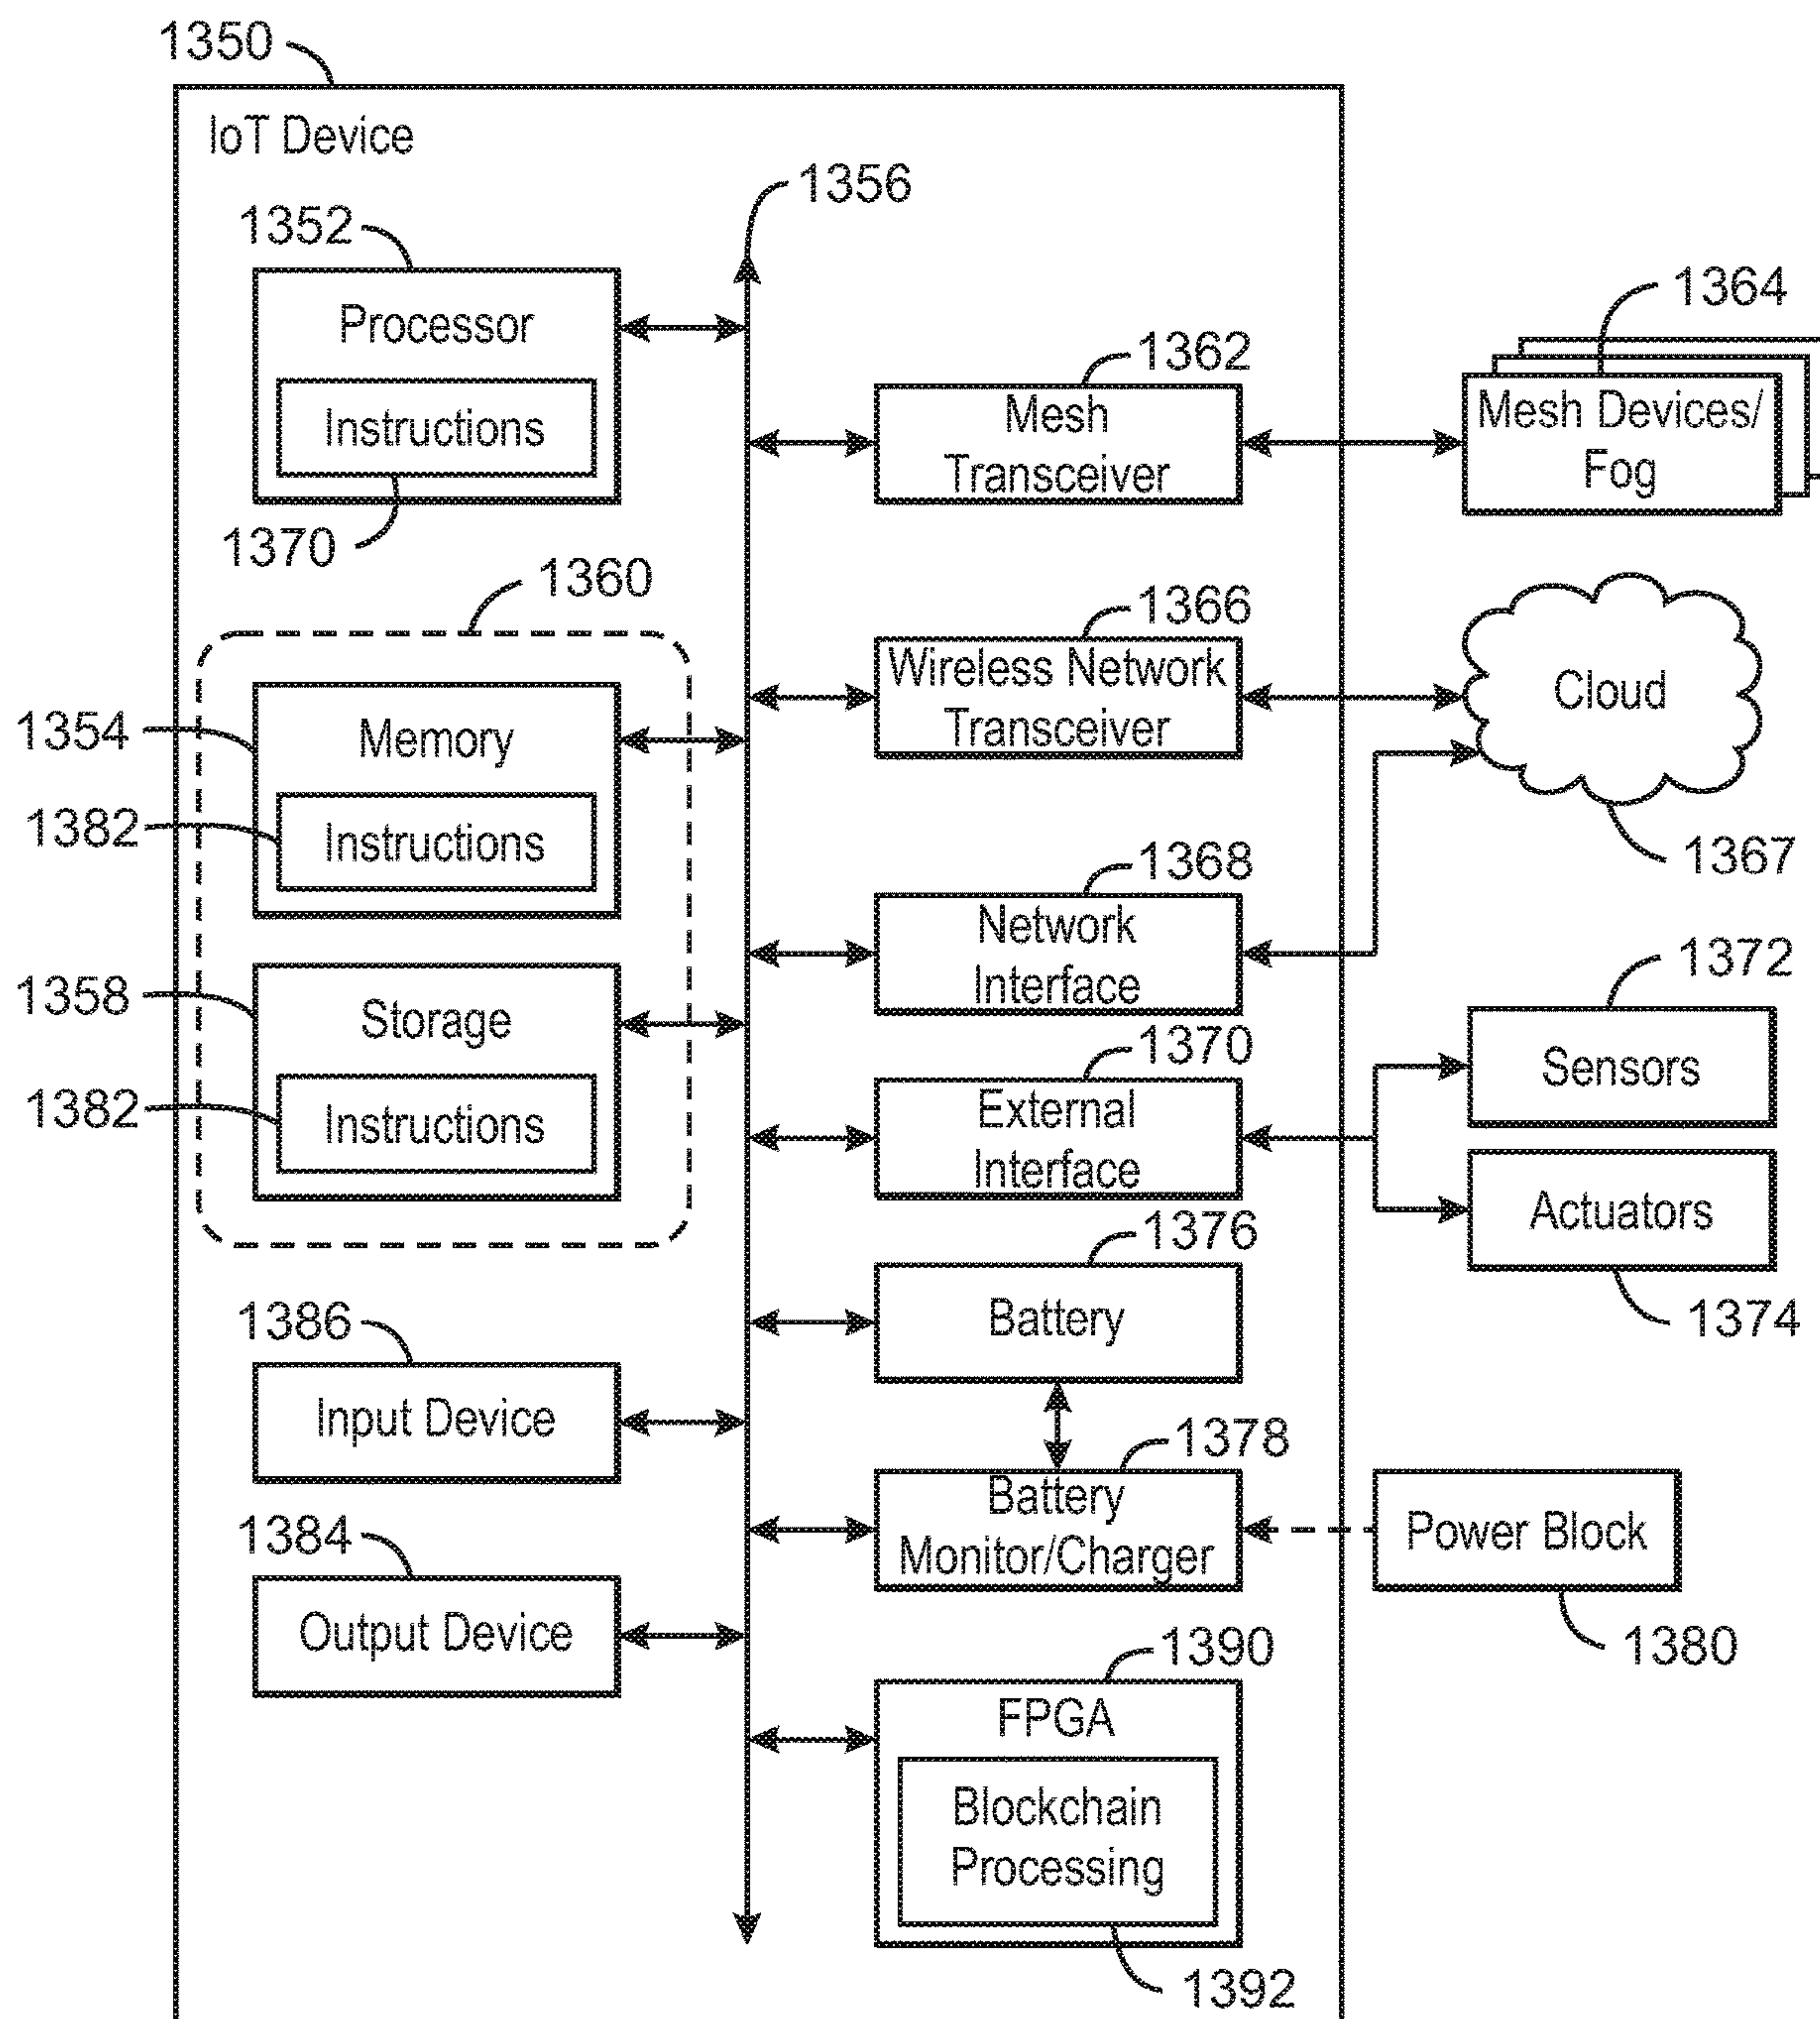 1350
IoT Device
1356
1352
Processor
Instructions
1370
1360
1354
Memory
1382
Instructions
1358
Storage
1382
Instructions
1386
Input Device
1384
Output Device
1362
Mesh
Transceiver
1364
Mesh Devices/
Fog
1366
Wireless Network
Transceiver
Cloud
1367
1368
Network
Interface
1370
External
Interface
1372
Sensors
Actuators
1374
1376
Battery
1378
Battery
Monitor/Charger
Power Block
1380
1390
FPGA
Blockchain
Processing
1392